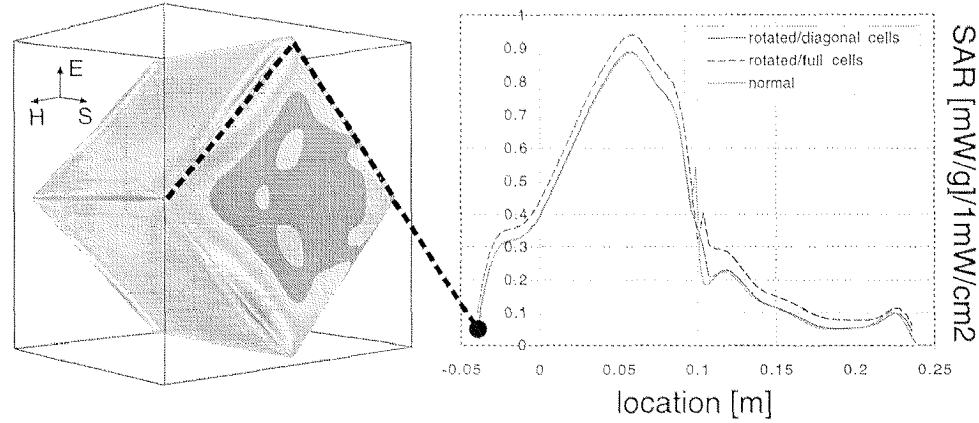 E
H S
1
0.9
0.8
0.7
0.6
0.5
0.4
0.3
0.2
0.1
0
-0.05 0 0.05 0.1 0.15 0.2 0.25
location [m]
rotated/diagonal cells
rotated/full cells
normal
SAR [mW/g]/1mW/cm2